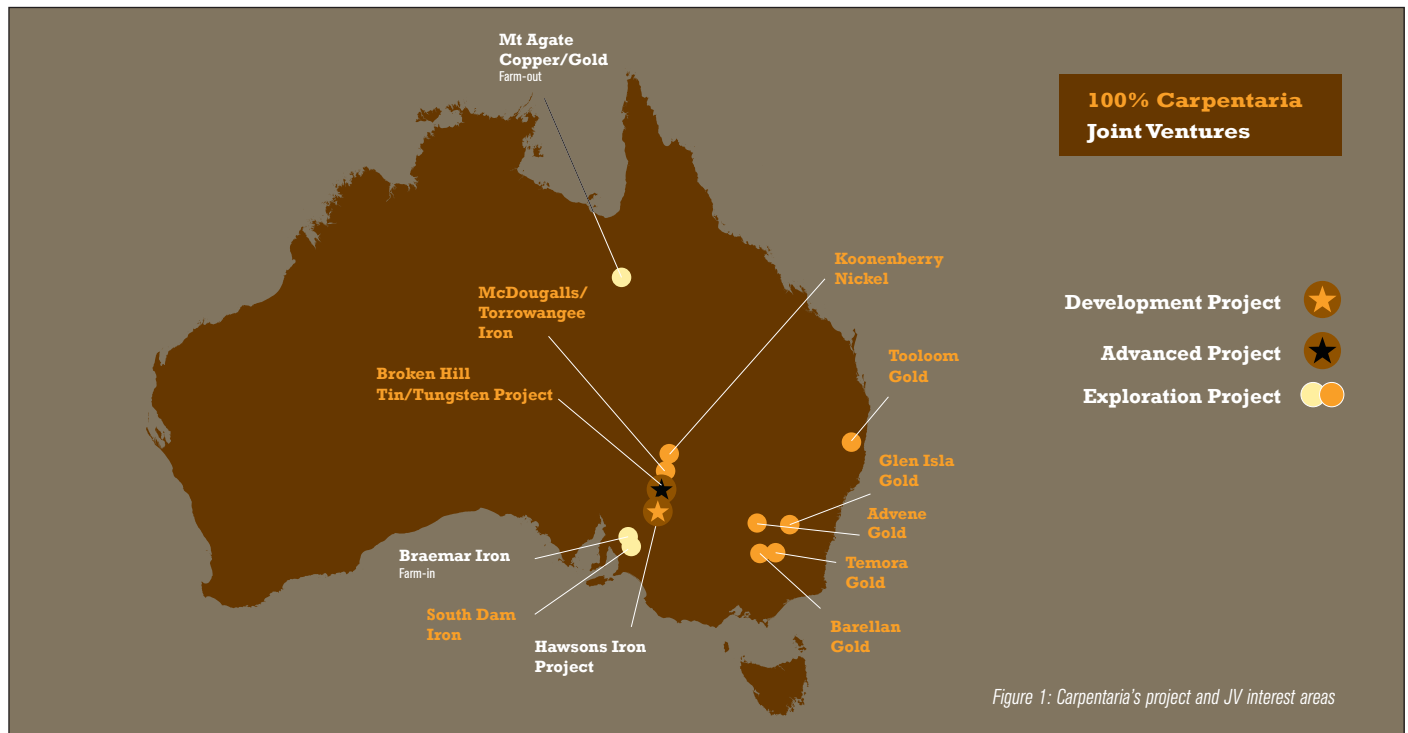 Mt Agate
Copper/Gold
Farm-out
100% Carpentaria
Joint Ventures
Koonenberry
Nickel
McDougalls/
Torrowangee
Iron
Development Project
Advanced Project
Exploration Project
Broken Hill
Tin/Tungsten Project
Tooloom
Gold
Glen Isla
Gold
Advene
Gold
Braemar Iron
Farm-in
Temora
Gold
South Dam
Iron
Barellan
Gold
Hawsons Iron
Project
Figure 1: Carpentaria's project and JV interest areas